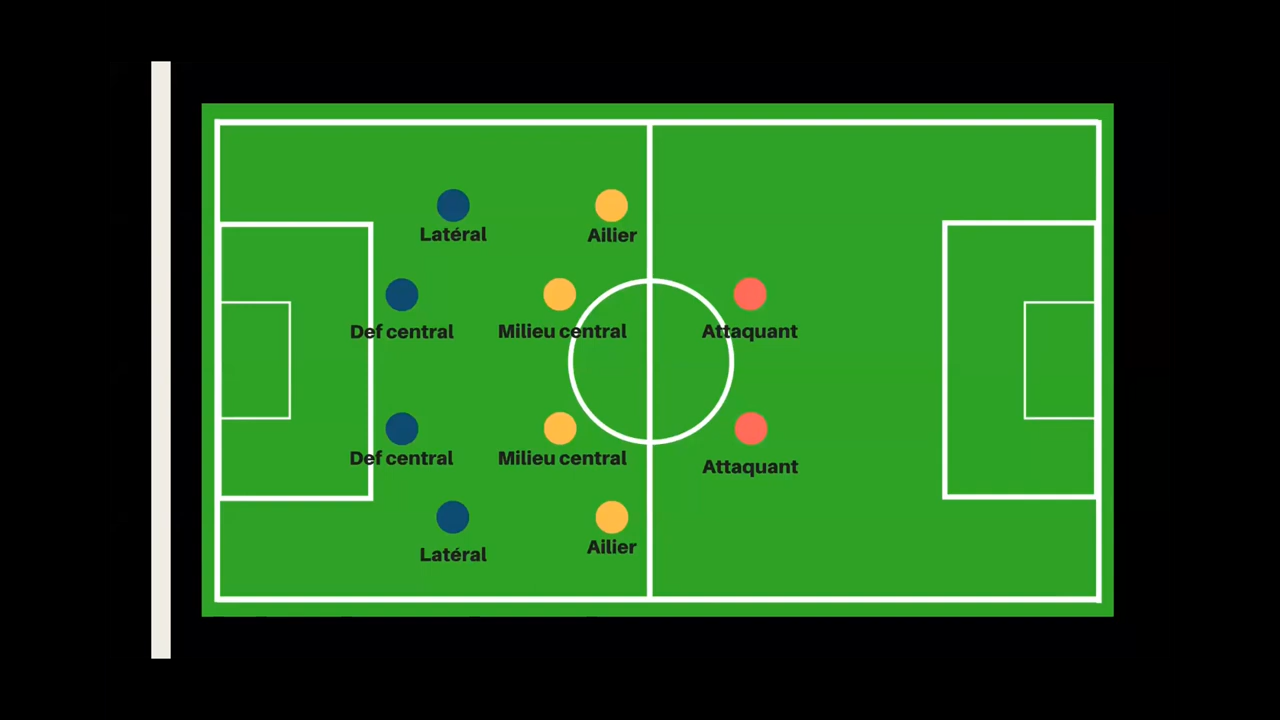 Latéral
Ailier
Def central
Milieu central
Attaquant
Def central
Milieu central
Attaquant
Latéral
Ailier